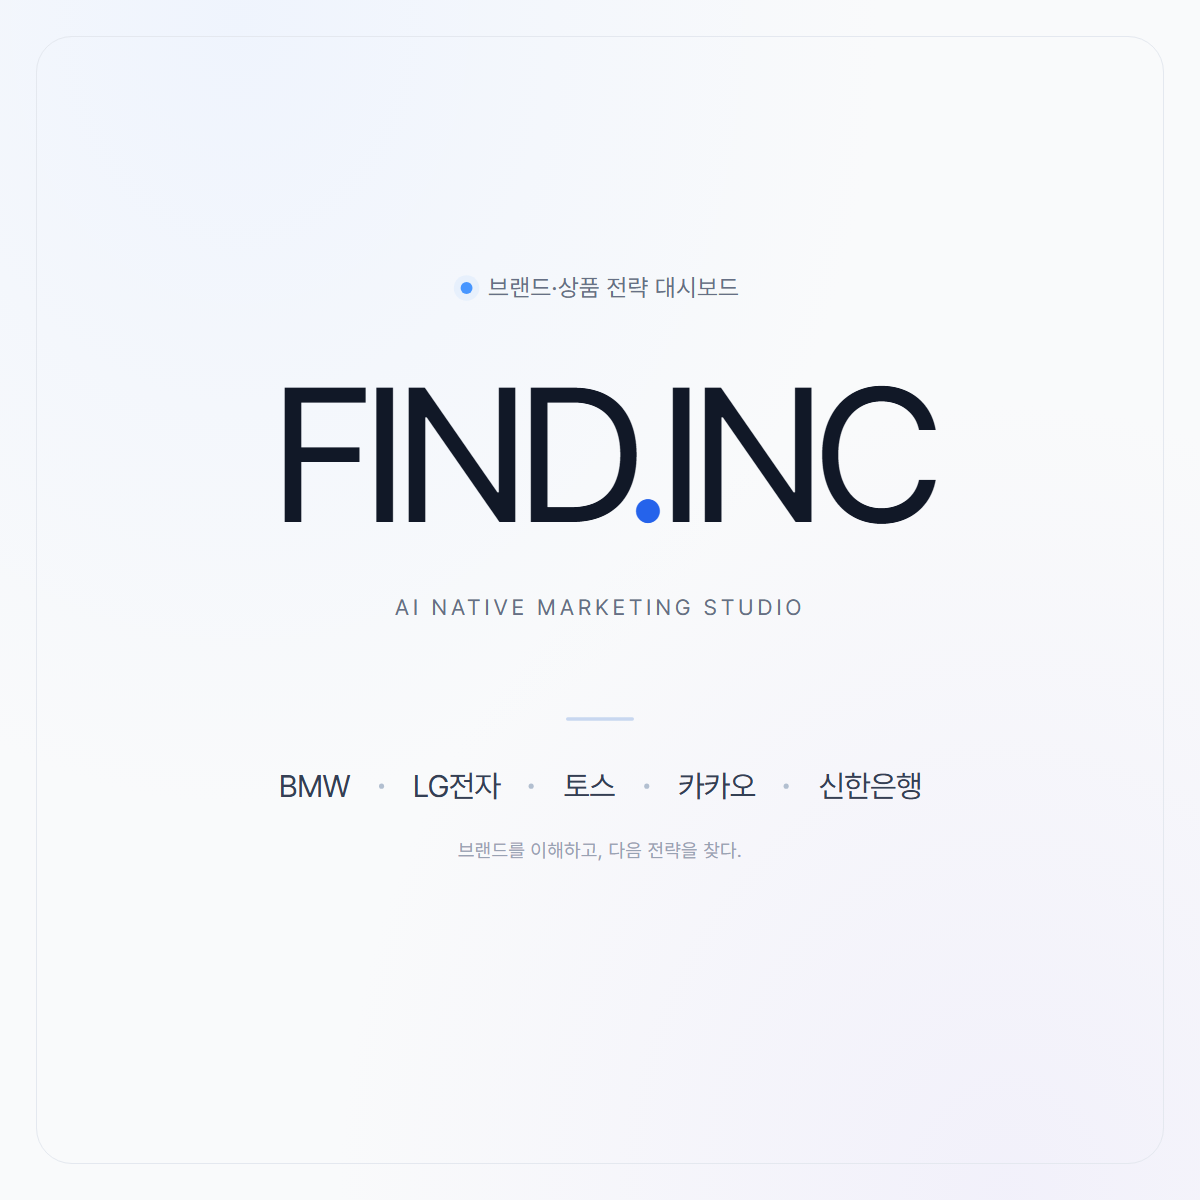 브랜드·상품 전략 대시보드
FIND.INC
AI NATIVE MARKETING STUDIO
BMW · LG전자 · 토스 · 카카오 · 신한은행
브랜드를 이해하고, 다음 전략을 찾다.